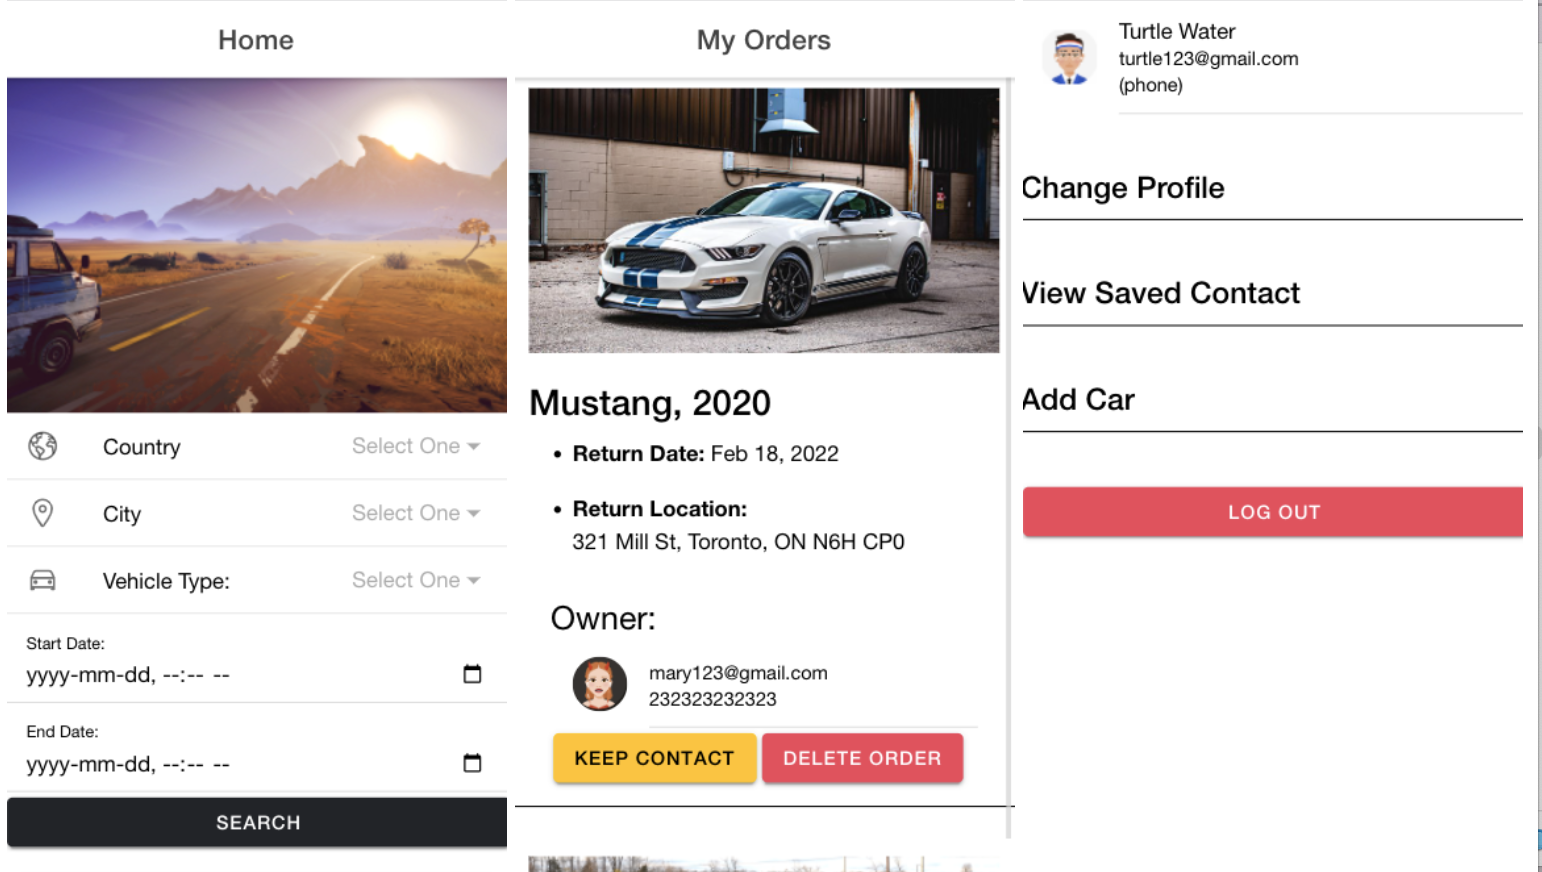 Home
Country
Select One
City
Select One
Vehicle Type:
Select One
Start Date:
yyyy-mm-dd, --:-- --
End Date:
yyyy-mm-dd, --:-- --
SEARCH
My Orders
Mustang, 2020
• Return Date: Feb 18, 2022
• Return Location:
321 Mill St, Toronto, ON N6H CP0
Owner:
mary123@gmail.com
232323232323
KEEP CONTACT
DELETE ORDER
Turtle Water
turtle123@gmail.com
(phone)
Change Profile
View Saved Contact
Add Car
LOG OUT